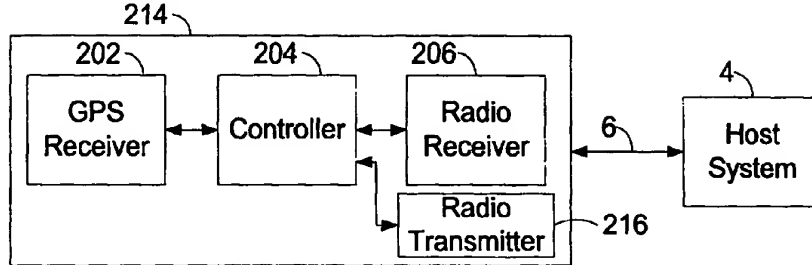 214
202
204
206
4
GPS
Receiver
Controller
Radio
Receiver
6
Host
System
Radio
Transmitter
216